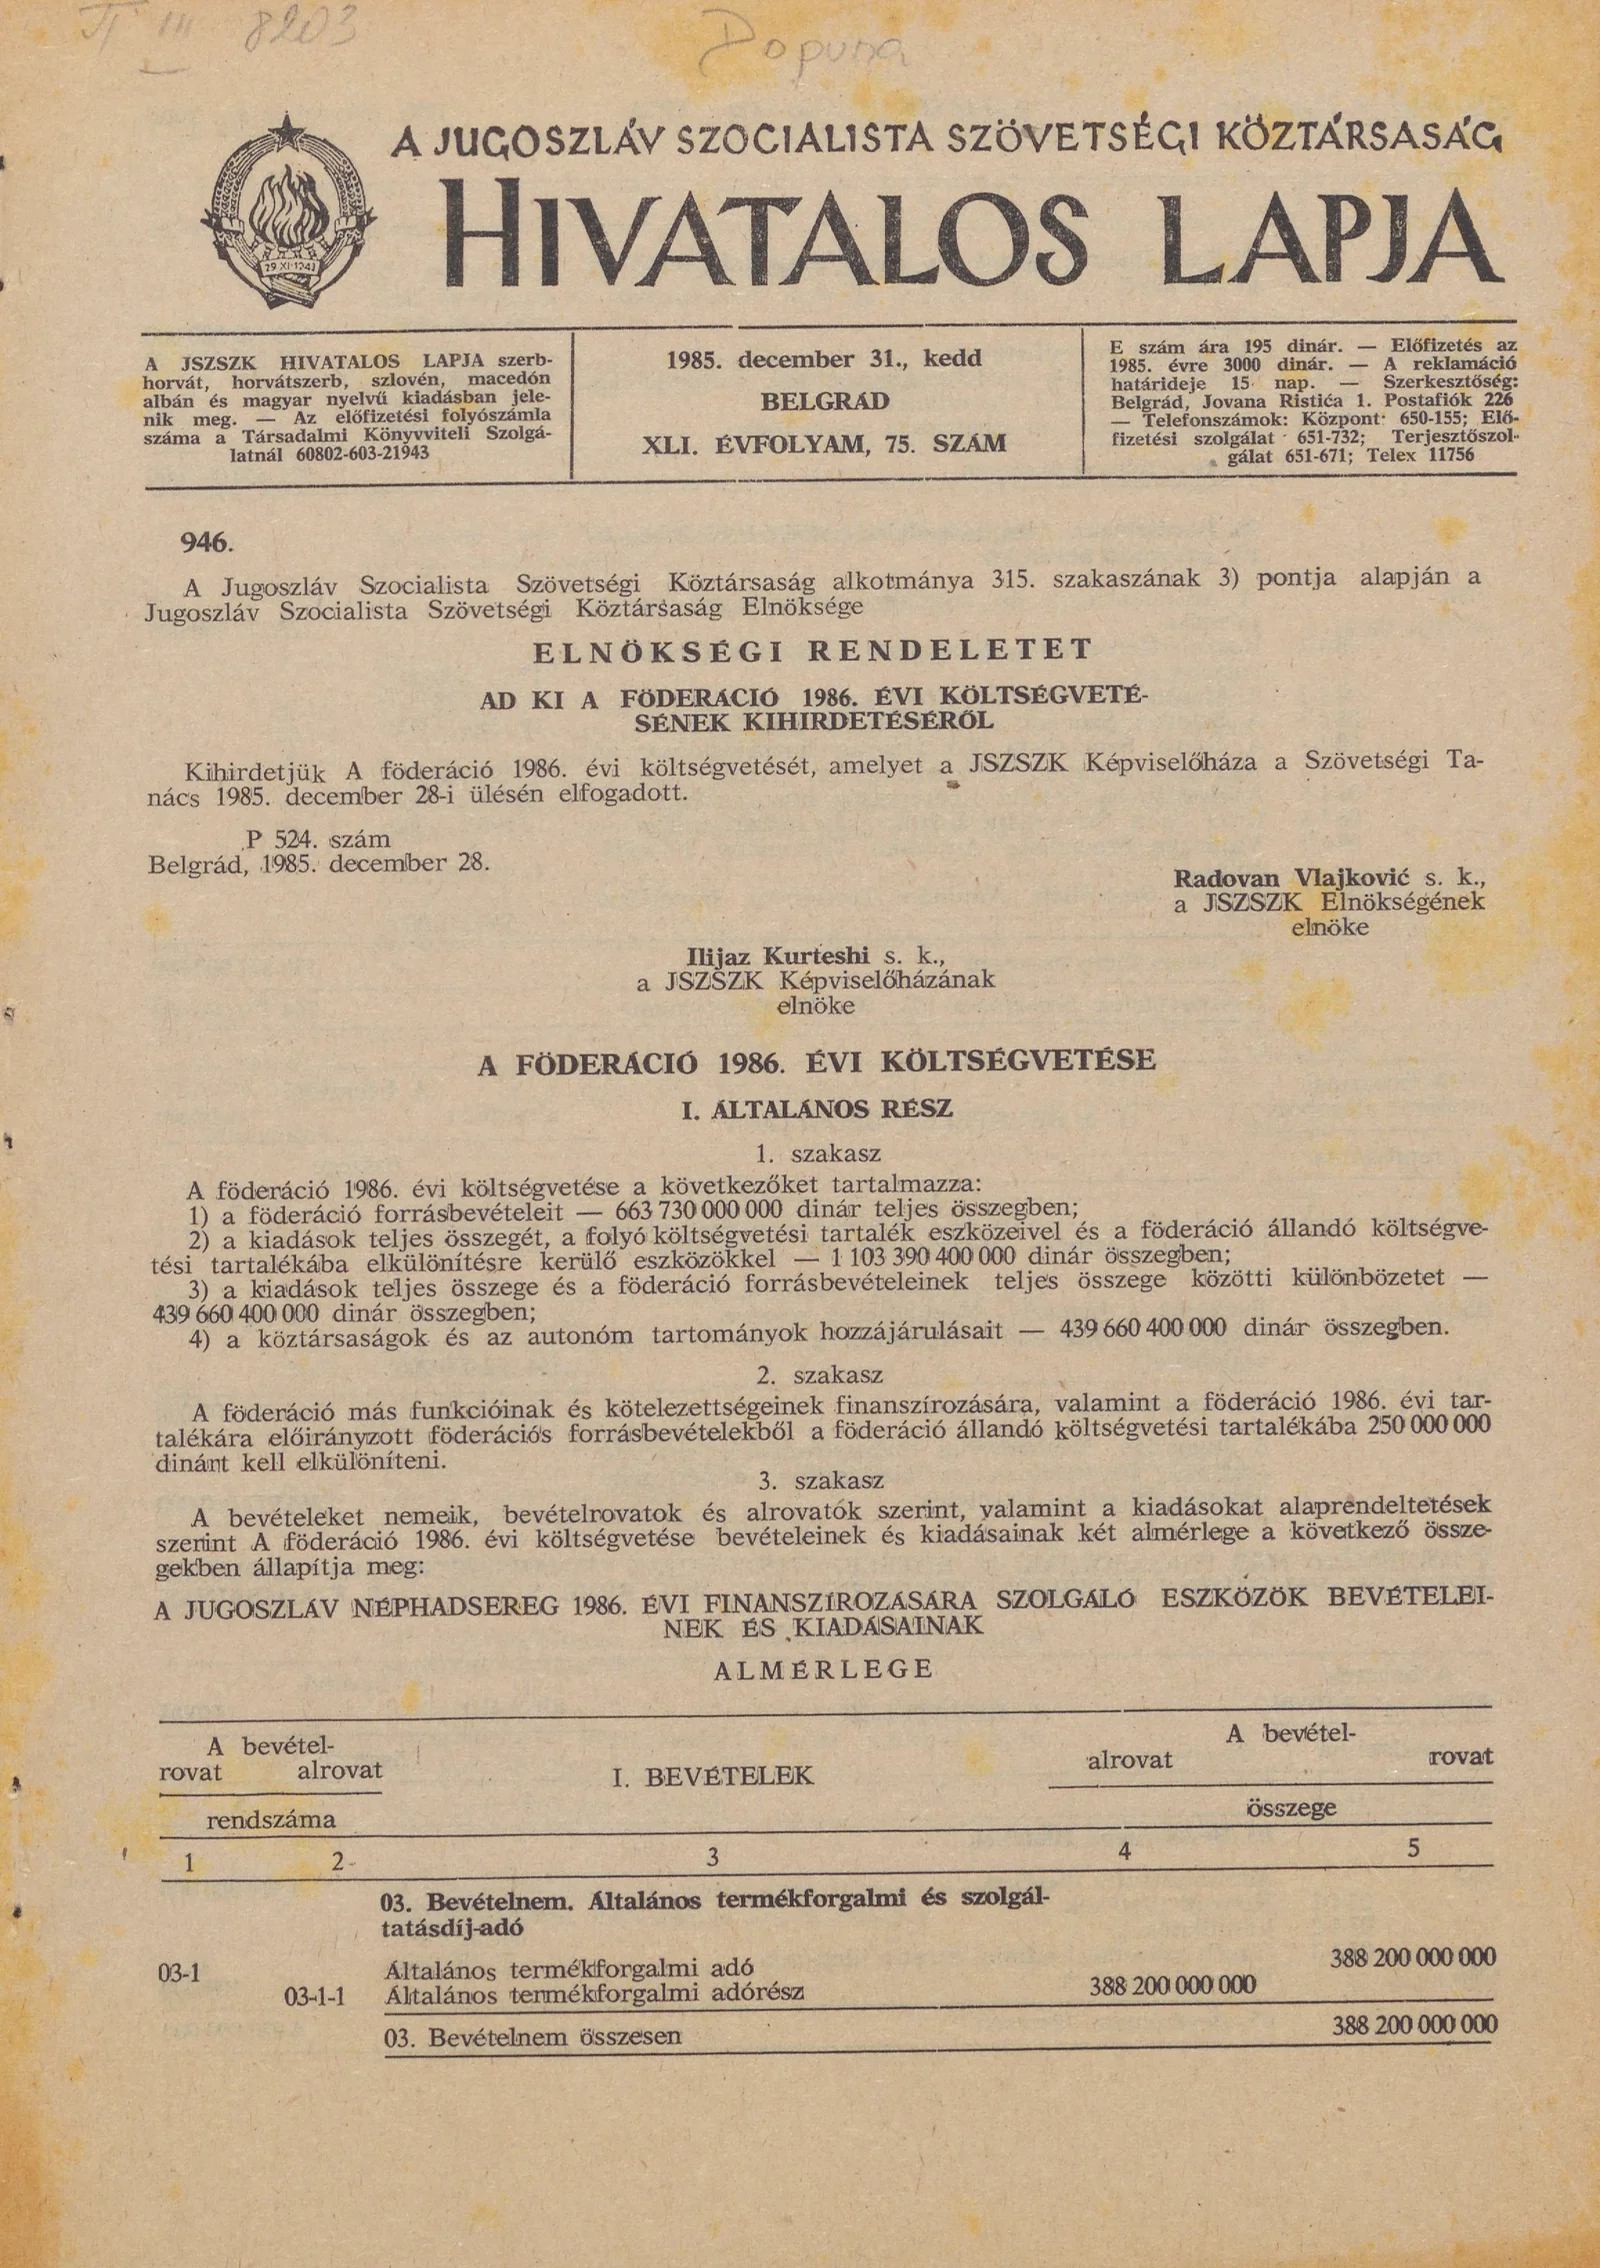 II III 8203
Dopuna
A JUGOSZLÁV SZOCIALISTA SZÖVETSÉGI KÖZTÁRSASÁG
HIVATALOS LAPJA
29·XI·1943
A JSZSZK HIVATALOS LAPJA szerb-
horvát, horvátszerb, szlovén, macedón
albán és magyar nyelvű kiadásban jele-
nik meg. — Az előfizetési folyószámla
száma a Társadalmi Könyvviteli Szolgá-
latnál 60802-603-21943
1985. december 31., kedd
BELGRÁD
XLI. ÉVFOLYAM, 75. SZÁM
E szám ára 195 dinár. — Előfizetés az
1985. évre 3000 dinár. — A reklamáció
határideje 15 nap. — Szerkesztőség:
Belgrád, Jovana Ristića 1. Postafiók 226
— Telefonszámok: Központ: 650-155; Elő-
fizetési szolgálat 651-732; Terjesztőszol-
gálat 651-671; Telex 11756
946.
A Jugoszláv Szocialista Szövetségi Köztársaság alkotmánya 315. szakaszának 3) pontja alapján a
Jugoszláv Szocialista Szövetségi Köztársaság Elnöksége
ELNÖKSÉGI RENDELETET
AD KI A FÖDERÁCIÓ 1986. ÉVI KÖLTSÉGVETÉ-
SÉNEK KIHIRDETÉSÉRŐL
Kihirdetjük A föderáció 1986. évi költségvetését, amelyet a JSZSZK Képviselőháza a Szövetségi Ta-
nács 1985. december 28-i ülésén elfogadott.
P 524. szám
Belgrád, 1985. december 28.
Radovan Vlajković s. k.,
a JSZSZK Elnökségének
elnöke
Ilijaz Kurteshi s. k.,
a JSZSZK Képviselőházának
elnöke
A FÖDERÁCIÓ 1986. ÉVI KÖLTSÉGVETÉSE
I. ÁLTALÁNOS RÉSZ
1. szakasz
A föderáció 1986. évi költségvetése a következőket tartalmazza:
1) a föderáció forrásbevételeit — 663 730 000 000 dinár teljes összegben;
2) a kiadások teljes összegét, a folyó költségvetési tartalék eszközeivel és a föderáció állandó költségve-
tési tartalékába elkülönítésre kerülő eszközökkel — 1 103 390 400 000 dinár összegben;
3) a kiadások teljes összege és a föderáció forrásbevételeinek teljes összege közötti különbözetet —
439 660 400 000 dinár összegben;
4) a köztársaságok és az autonóm tartományok hozzájárulásait — 439 660 400 000 dinár összegben.
2. szakasz
A föderáció más funkcióinak és kötelezettségeinek finanszírozására, valamint a föderáció 1986. évi tar-
talékára előirányzott föderációs forrásbevételekből a föderáció állandó költségvetési tartalékába 250 000 000
dinárt kell elkülöníteni.
3. szakasz
A bevételeket nemeik, bevételrovatok és alrovatók szerint, valamint a kiadásokat alaprendeltetések
szerint A föderáció 1986. évi költségvetése bevételeinek és kiadásainak két almérlege a következő össze-
gekben állapítja meg:
A JUGOSZLÁV NÉPHADSEREG 1986. ÉVI FINANSZÍROZÁSÁRA SZOLGÁLÓ ESZKÖZÖK BEVÉTELEI-
NEK ÉS KIADÁSAINAK
ALMÉRLEGE
A bevétel-
rovat alrovat
rendszáma
I. BEVÉTELEK
A bevétel-
alrovat rovat
összege
1 2 3 4 5
03. Bevételnem. Általános termékforgalmi és szolgál-
tatásdíj-adó
03-1 Általános termékforgalmi adó 388 200 000 000
03-1-1 Általános termékforgalmi adórész 388 200 000 000
03. Bevételnem összesen 388 200 000 000